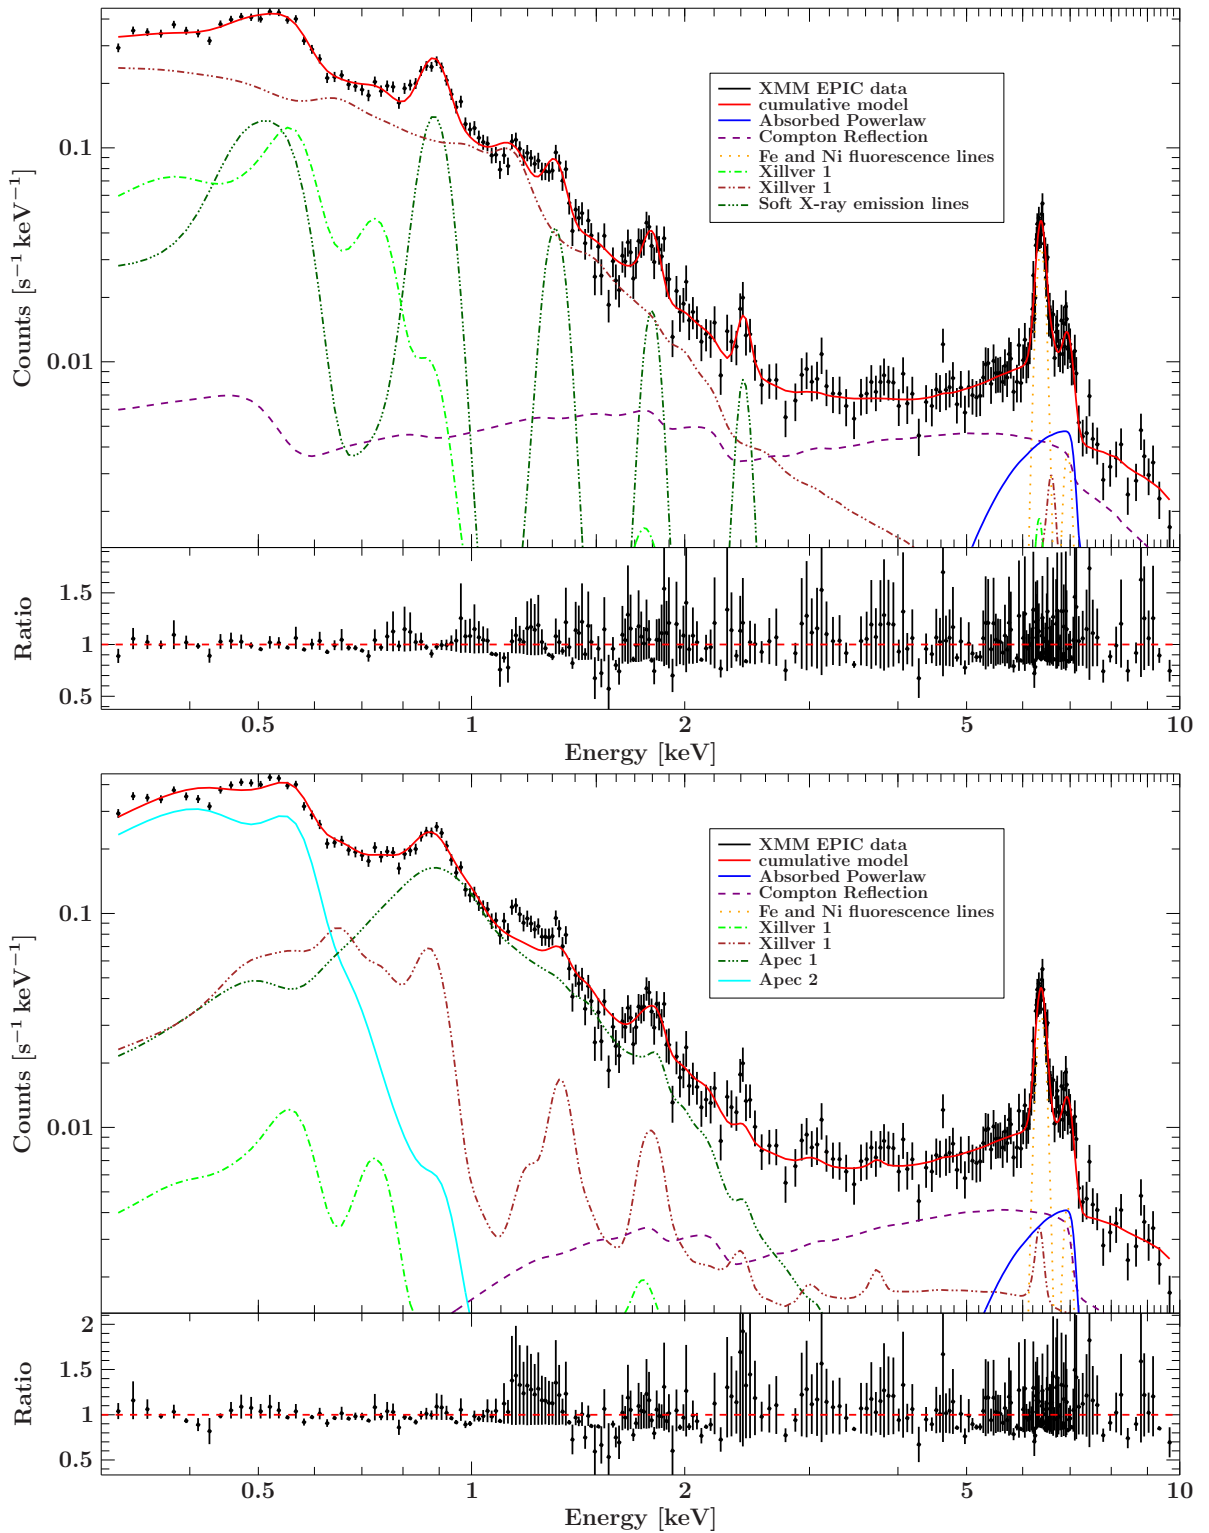 0.1
0.01
Counts [s⁻¹ keV⁻¹]
XMM EPIC data
cumulative model
Absorbed Powerlaw
Compton Reflection
Fe and Ni fluorescence lines
Xillver 1
Xillver 1
Soft X-ray emission lines
1.5
1
0.5
Ratio
0.5 1 2 5 10
Energy [keV]
0.1
0.01
Counts [s⁻¹ keV⁻¹]
XMM EPIC data
cumulative model
Absorbed Powerlaw
Compton Reflection
Fe and Ni fluorescence lines
Xillver 1
Xillver 1
Apec 1
Apec 2
2
1.5
1
0.5
Ratio
0.5 1 2 5 10
Energy [keV]